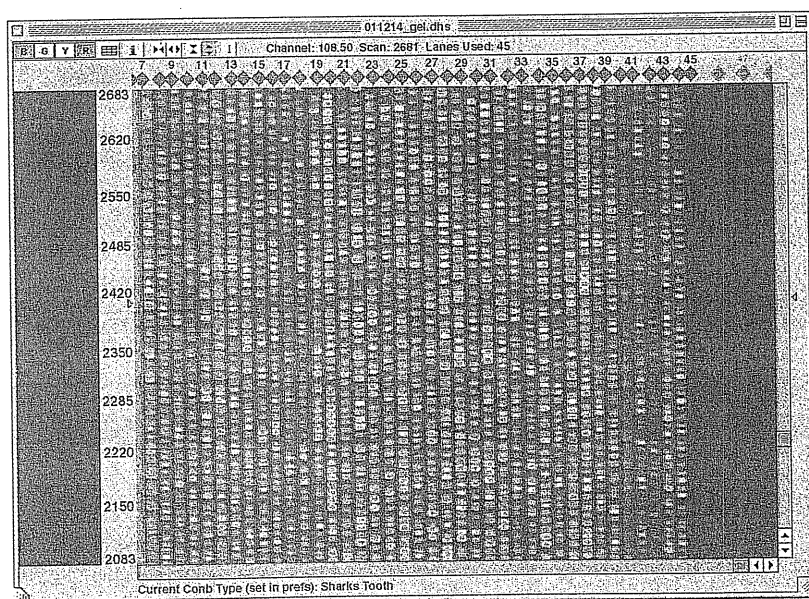 011214_gel.dhs
B G Y R i I Channel: 108.50 Scan: 2681 Lanes Used: 45
7 9 11 13 15 17 19 21 23 25 27 29 31 33 35 37 39 41 43 45
2683
2620
2550
2485
2420
2350
2285
2220
2150
2083
Current Conb Type (set in prefs): Sharks Tooth